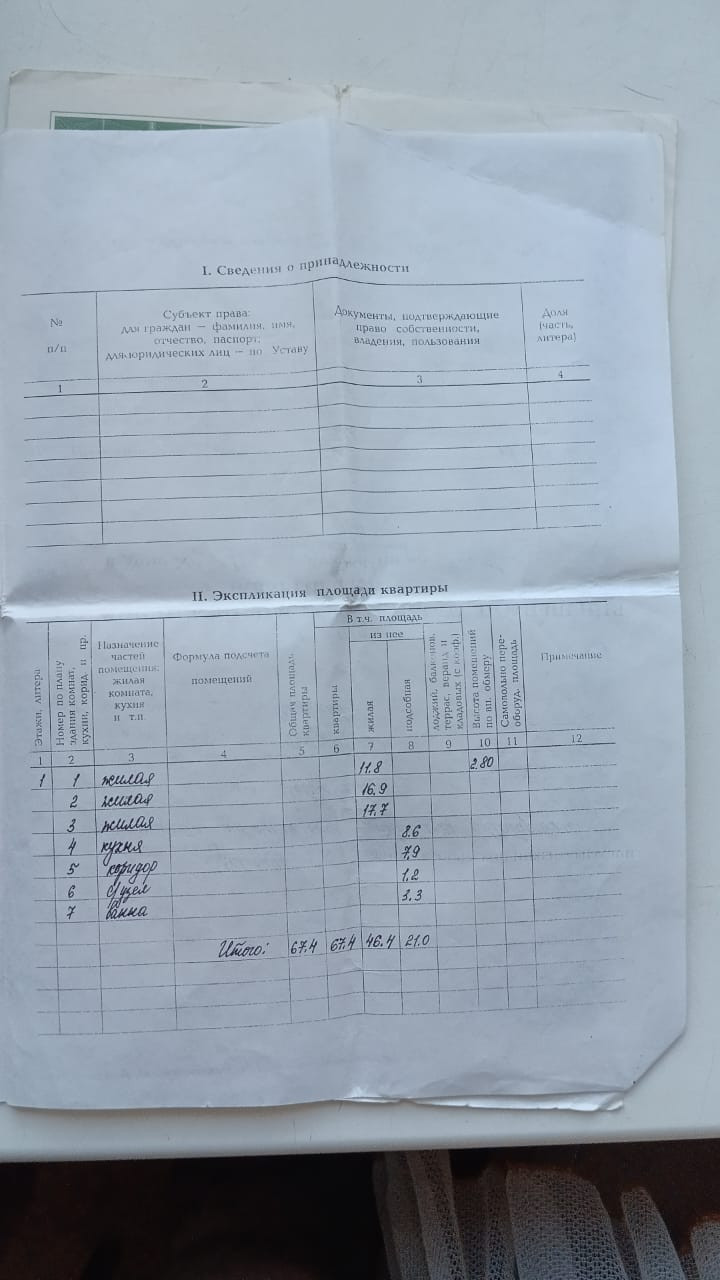 I. Сведения о принадлежности
№ п/п
Субъект права:
для граждан — фамилия, имя,
отчество, паспорт;
для юридических лиц — по Уставу
Документы, подтверждающие
право собственности,
владения, пользования
Доля
(часть,
литера)
1 2 3 4
II. Экспликация площади квартиры
Этажи, литера
Номер по плану
здания комнат,
кухни, корид. и пр.
Назначение
частей
помещения:
жилая
комната,
кухня
и т.п.
Формула подсчета
помещений
Общая площадь
квартиры
В т.ч. площадь
квартиры
из нее
жилая
подсобная
лоджий, балконов,
террас, веранд и
кладовых (с коэф.)
Высота помещений
по вн. обмеру
Самовольно пере-
оборуд. площадь
Примечание
1 2 3 4 5 6 7 8 9 10 11 12
1 1 жилая 11.8 2.80
2 жилая 16,9
3 жилая 17,7
4 кухня 8.6
5 коридор 7,9
6 с/узел 1,2
7 ванна 3.3
Итого: 67.4 67.4 46.4 21.0